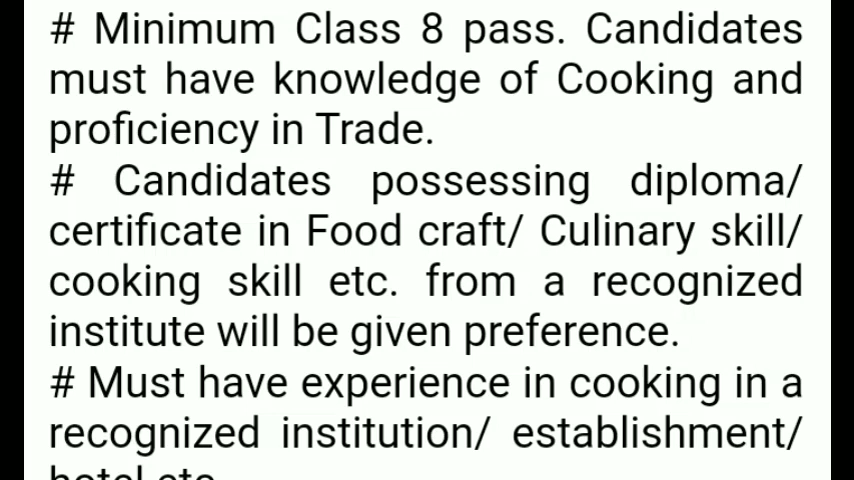 # Minimum Class 8 pass. Candidates
must have knowledge of Cooking and
proficiency in Trade.
# Candidates possessing diploma/
certificate in Food craft/ Culinary skill/
cooking skill etc. from a recognized
institute will be given preference.
# Must have experience in cooking in a
recognized institution/ establishment/
hotel etc